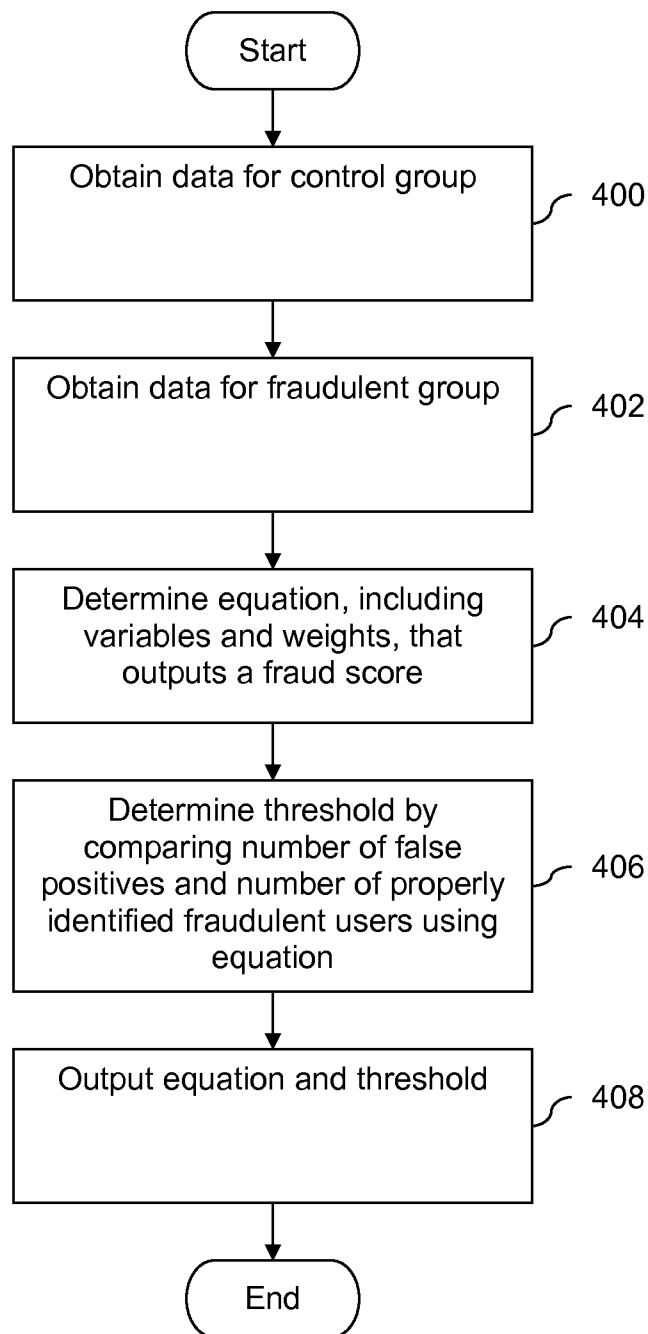 Start
Obtain data for control group
400
Obtain data for fraudulent group
402
Determine equation, including
variables and weights, that
outputs a fraud score
404
Determine threshold by
comparing number of false
positives and number of properly
identified fraudulent users using
equation
406
Output equation and threshold
408
End